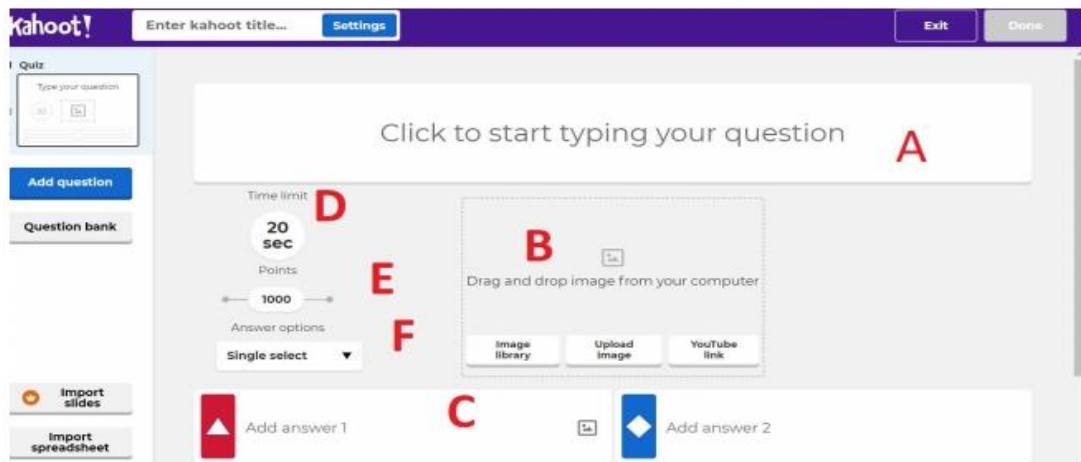 Kahoot!
Enter kahoot title...
Settings
Exit
Done
Quiz
Type your question
Add question
Question bank
Import slides
Import spreadsheet
Click to start typing your question
A
Time limit
D
20
sec
Points
E
1000
Answer options
F
Single select
B
Drag and drop image from your computer
Image
library
Upload
image
YouTube
link
C
Add answer 1
Add answer 2